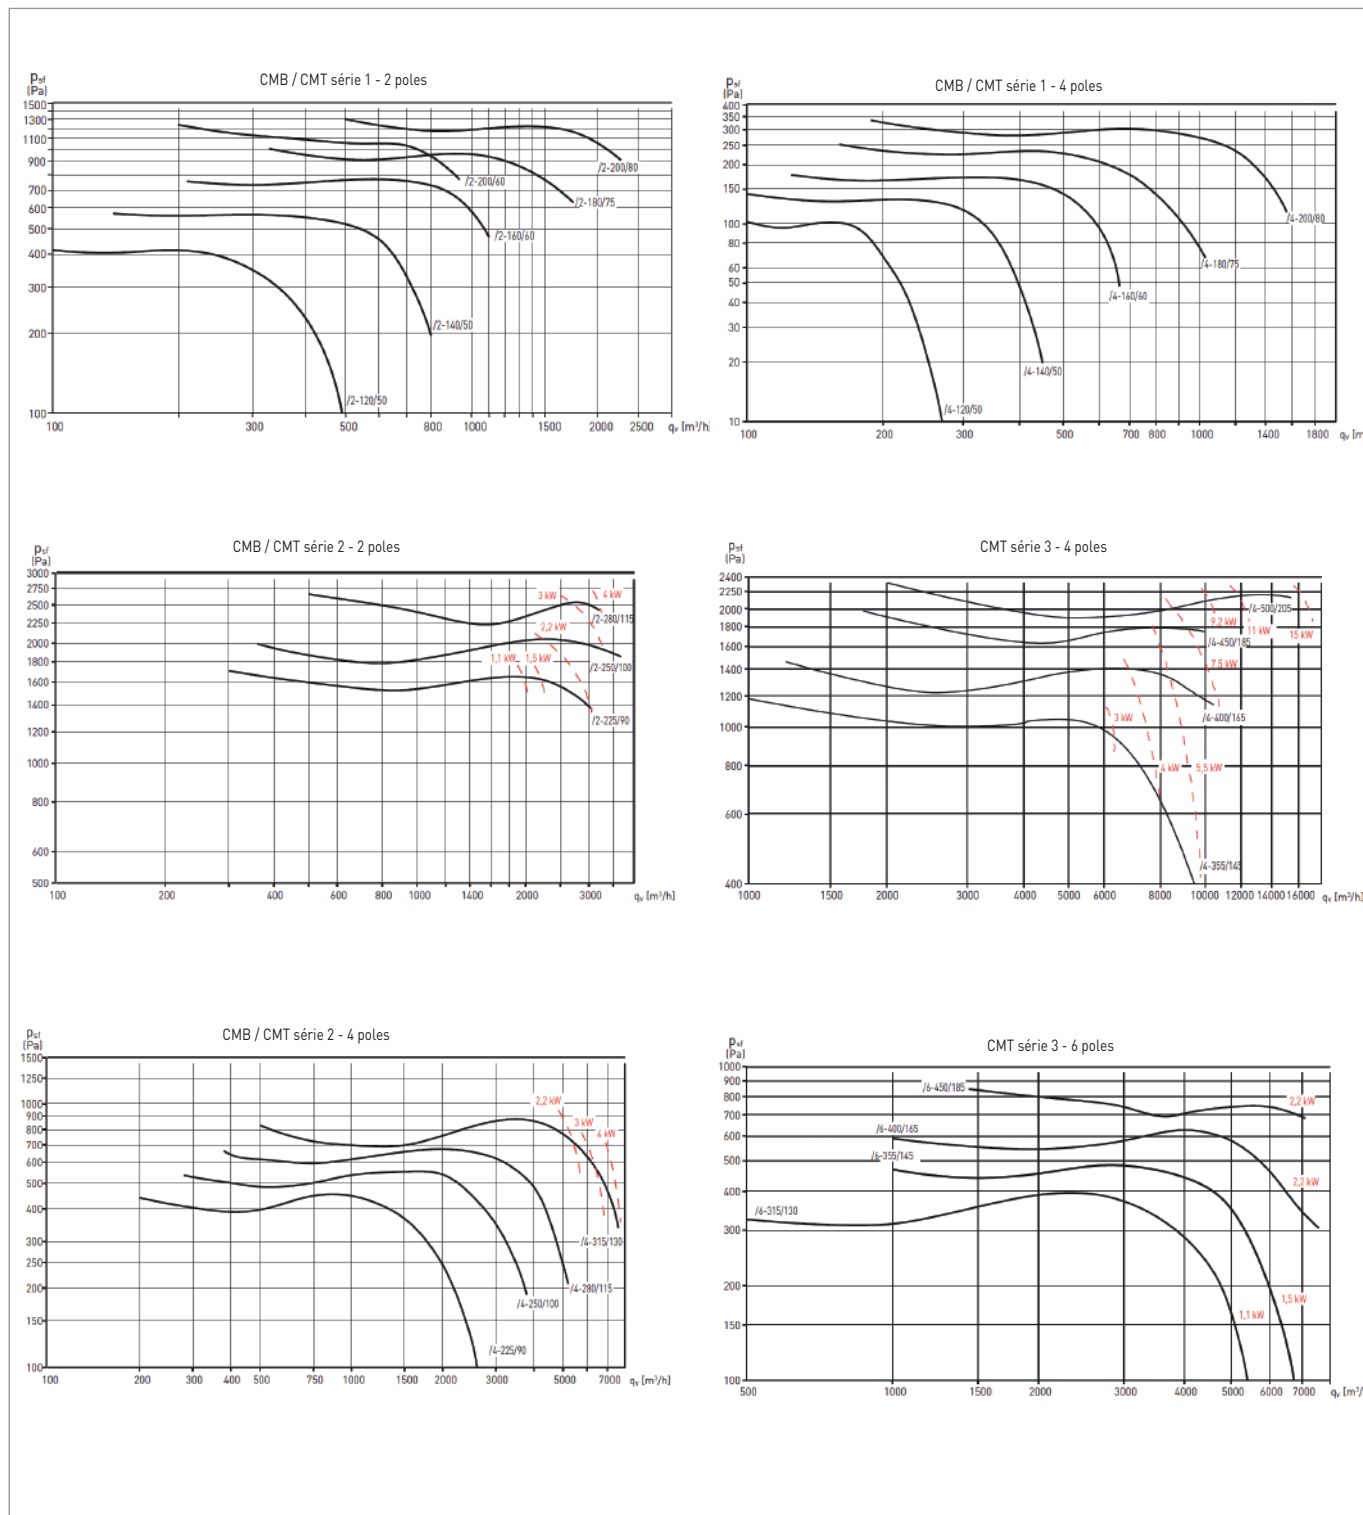 CMB / CMT série 1 - 2 poles
psf
(Pa)
1500
1300
1100
900
700
600
500
400
300
200
100
/2-200/80
/2-200/60
/2-180/75
/2-160/60
/2-140/50
/2-120/50
100 300 500 800 1000 1500 2000 2500 qv [m³/h]
CMB / CMT série 1 - 4 poles
psf
(Pa)
400
350
300
250
200
150
100
80
60
50
40
30
20
10
/4-200/80
/4-180/75
/4-160/60
/4-140/50
/4-120/50
100 200 300 500 700 800 1000 1400 1800 qv [m
CMB / CMT série 2 - 2 poles
psf
(Pa)
3000
2750
2500
2250
2000
1800
1600
1400
1200
1000
800
600
500
3 kW
4 kW
/2-280/115
2,2 kW
1,1 kW
1,5 kW
/2-250/100
/2-225/90
100 200 400 600 800 1000 1400 2000 3000 qv [m³/h]
CMT série 3 - 4 poles
psf
(Pa)
2400
2250
2000
1800
1600
1400
1200
1000
800
600
400
/4-500/205
9,2 kW
11 kW
15 kW
/4-450/185
7,5 kW
/4-400/165
3 kW
4 kW
5,5 kW
/4-355/145
1000 1500 2000 3000 4000 5000 6000 8000 10000 12000 14000 16000 qv [m³/h]
CMB / CMT série 2 - 4 poles
psf
(Pa)
1500
1250
1000
900
800
700
600
500
400
300
250
200
150
100
2,2 kW
3 kW
4 kW
/4-315/130
/4-280/115
/4-250/100
/4-225/90
100 200 300 400 500 750 1000 1500 2000 3000 5000 7000 qv [m³/h]
CMT série 3 - 6 poles
psf
(Pa)
1000
900
800
700
600
500
400
300
200
150
100
/6-450/185
2,2 kW
/6-400/165
/6-355/145
2,2 kW
/6-315/130
1,5 kW
1,1 kW
500 1000 1500 2000 3000 4000 5000 6000 7000 qv [m³/